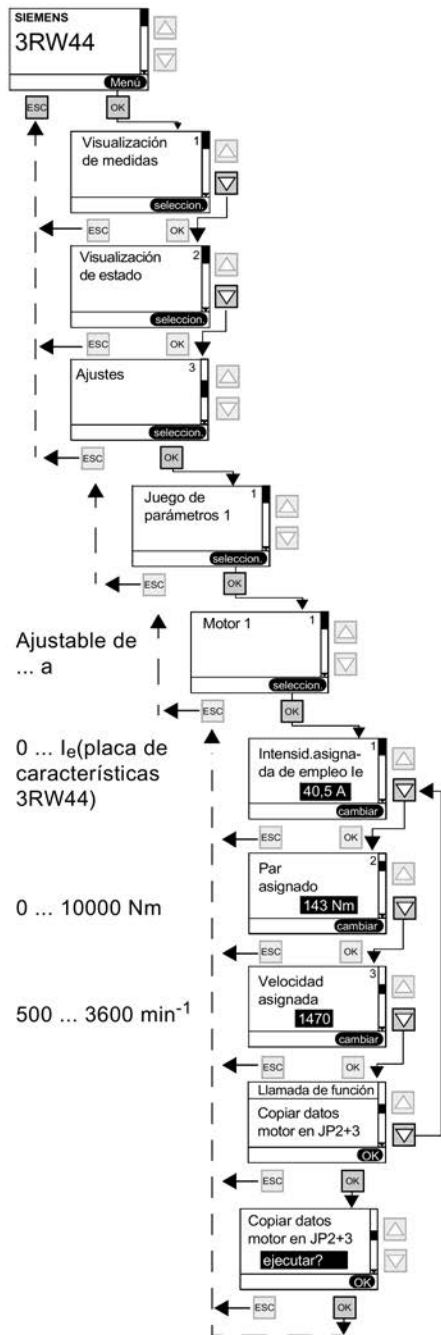 SIEMENS
3RW44
Menú
ESC
OK
Visualización
de medidas
1
seleccion.
ESC
OK
Visualización
de estado
2
seleccion.
ESC
OK
Ajustes
3
seleccion.
ESC
OK
Juego de
parámetros 1
1
seleccion.
ESC
OK
Ajustable de
... a
Motor 1
1
seleccion.
ESC
OK
0 ... Ie(placa de
características
3RW44)
Intensid.asigna-
da de empleo Ie
1
40,5 A
cambiar
ESC
OK
0 ... 10000 Nm
Par
asignado
2
143 Nm
cambiar
ESC
OK
500 ... 3600 min-1
Velocidad
asignada
3
1470
cambiar
ESC
OK
Llamada de función
Copiar datos
motor en JP2+3
OK
ESC
OK
Copiar datos
motor en JP2+3
ejecutar?
OK
ESC
OK